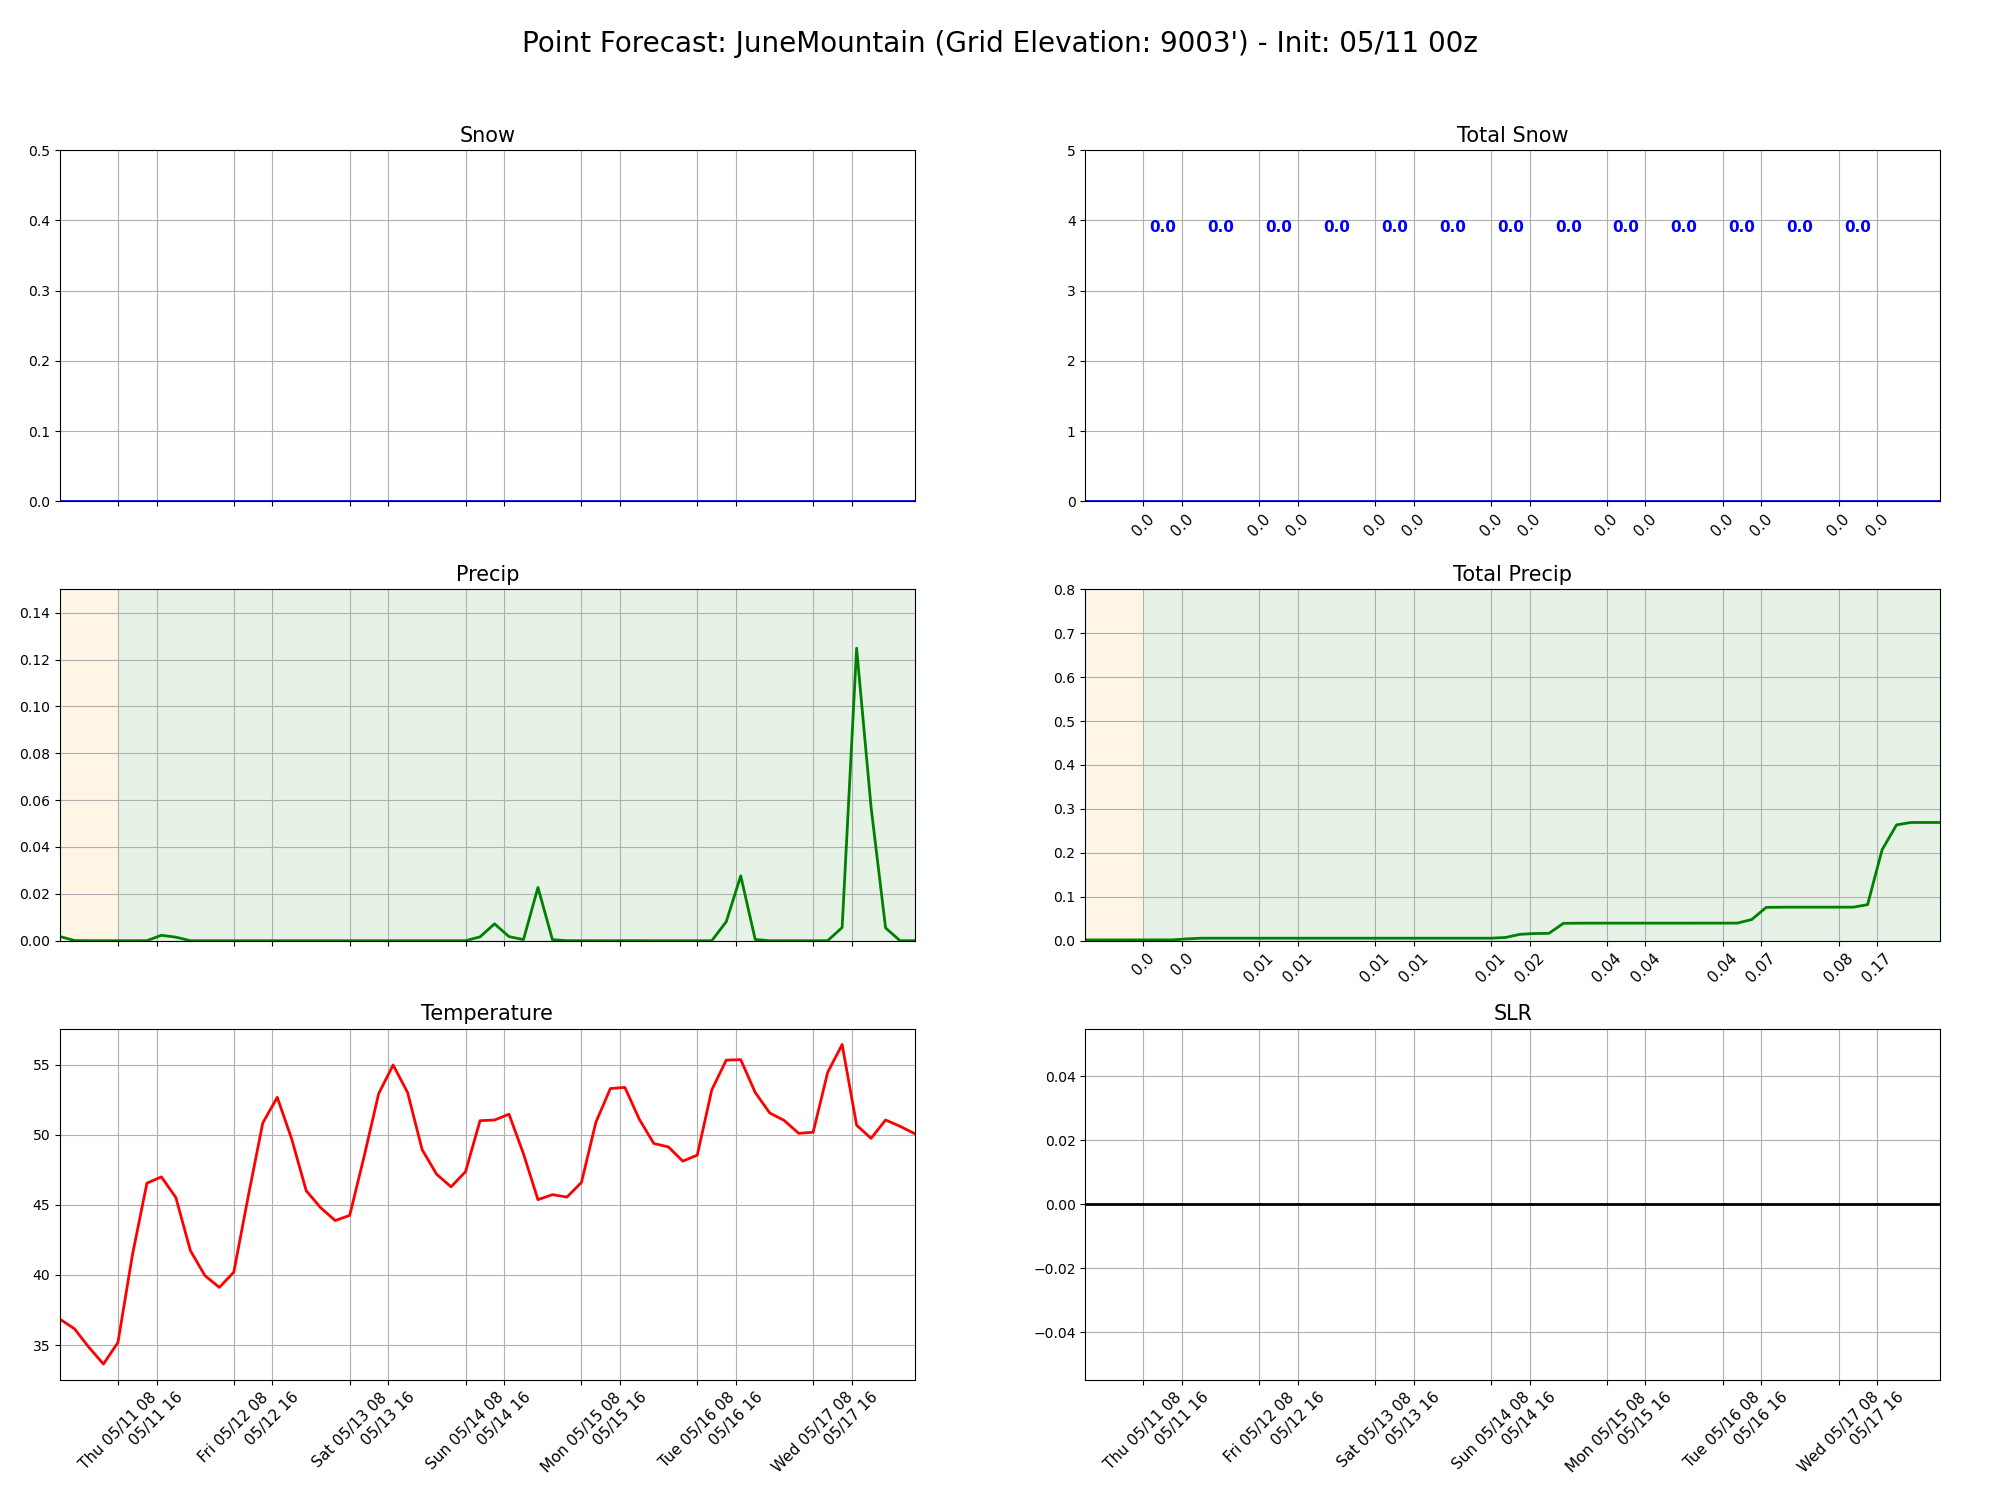 Point Forecast: JuneMountain (Grid Elevation: 9003') - Init: 05/11 00z
Snow
0.5
0.4
0.3
0.2
0.1
0.0
Total Snow
5
4
3
2
1
0
0.0 0.0 0.0 0.0 0.0 0.0 0.0 0.0 0.0 0.0 0.0 0.0 0.0
0.0 0.0 0.0 0.0 0.0 0.0 0.0 0.0 0.0 0.0 0.0 0.0 0.0 0.0
Precip
0.14
0.12
0.10
0.08
0.06
0.04
0.02
0.00
Total Precip
0.8
0.7
0.6
0.5
0.4
0.3
0.2
0.1
0.0
0.0 0.0 0.01 0.01 0.01 0.01 0.01 0.02 0.04 0.04 0.04 0.07 0.08 0.17
Temperature
55
50
45
40
35
Thu 05/11 08
05/11 16
Fri 05/12 08
05/12 16
Sat 05/13 08
05/13 16
Sun 05/14 08
05/14 16
Mon 05/15 08
05/15 16
Tue 05/16 08
05/16 16
Wed 05/17 08
05/17 16
SLR
0.04
0.02
0.00
−0.02
−0.04
Thu 05/11 08
05/11 16
Fri 05/12 08
05/12 16
Sat 05/13 08
05/13 16
Sun 05/14 08
05/14 16
Mon 05/15 08
05/15 16
Tue 05/16 08
05/16 16
Wed 05/17 08
05/17 16